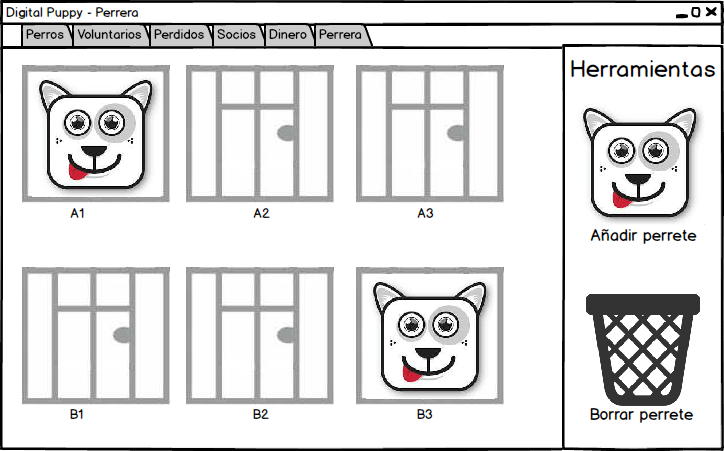 Digital Puppy - Perrera
Perros Voluntarios Perdidos Socios Dinero Perrera
Herramientas
A1 A2 A3
Añadir perrete
B1 B2 B3
Borrar perrete